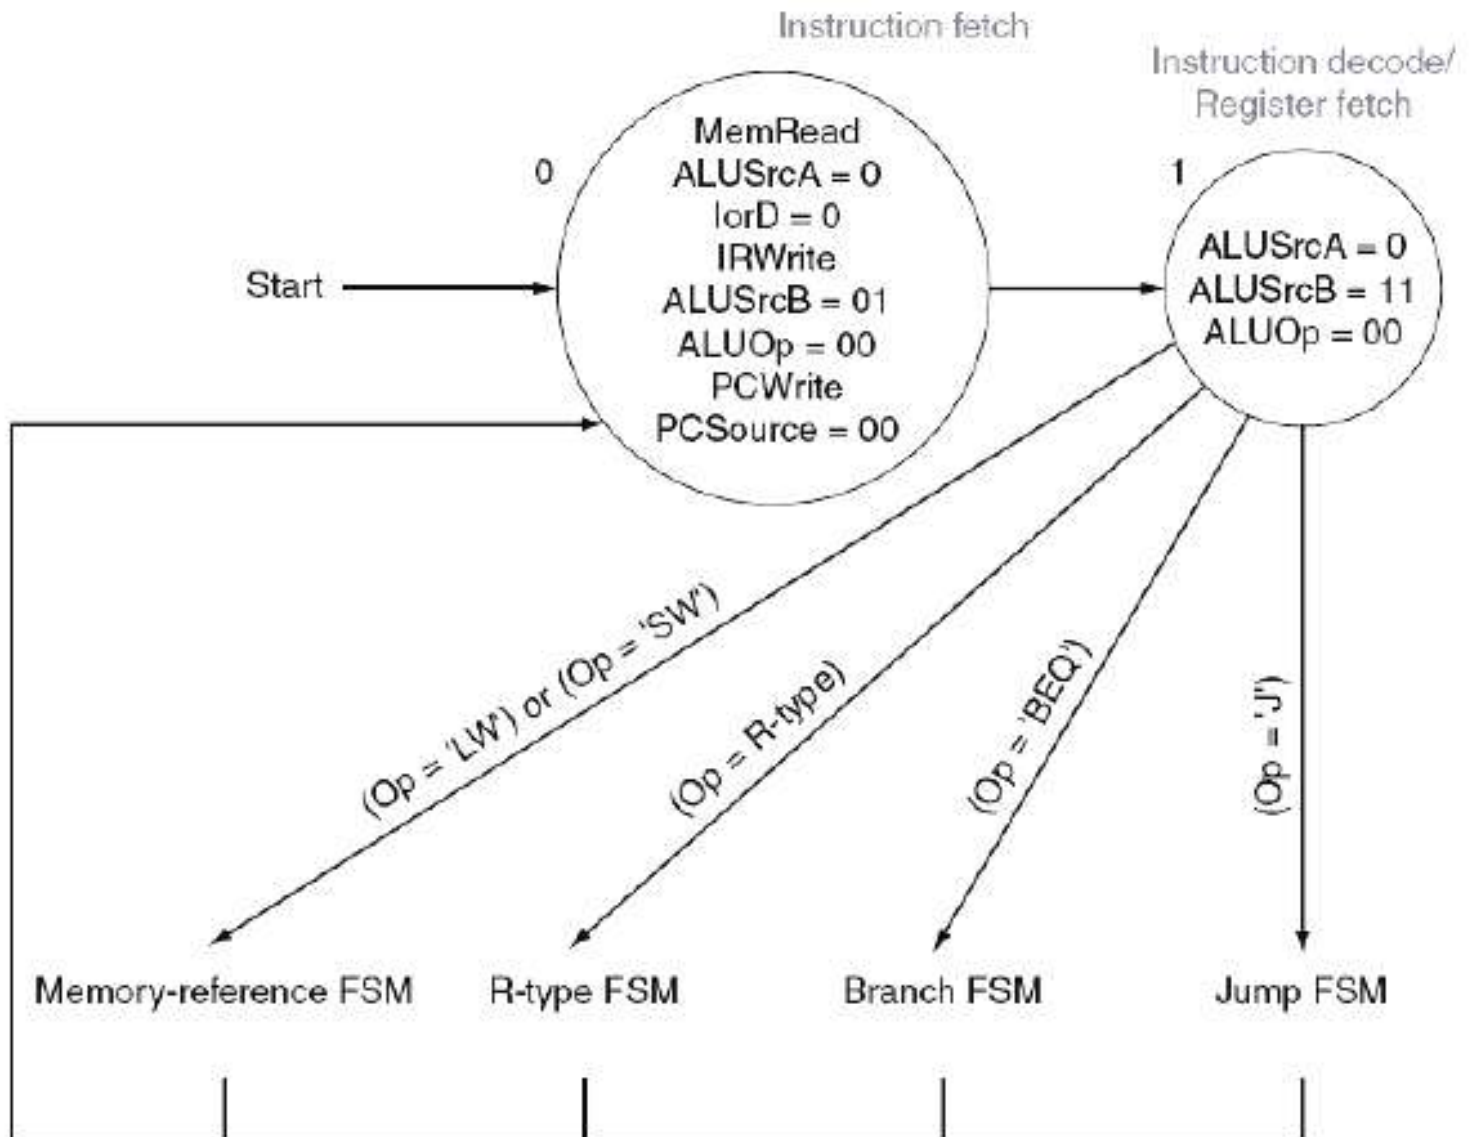 Instruction fetch
Instruction decode/
Register fetch
0
MemRead
ALUSrcA = 0
IorD = 0
IRWrite
ALUSrcB = 01
ALUOp = 00
PCWrite
PCSource = 00
Start
1
ALUSrcA = 0
ALUSrcB = 11
ALUOp = 00
(Op = 'LW') or (Op = 'SW')
(Op = R-type)
(Op = 'BEQ')
(Op = 'J')
Memory-reference FSM
R-type FSM
Branch FSM
Jump FSM